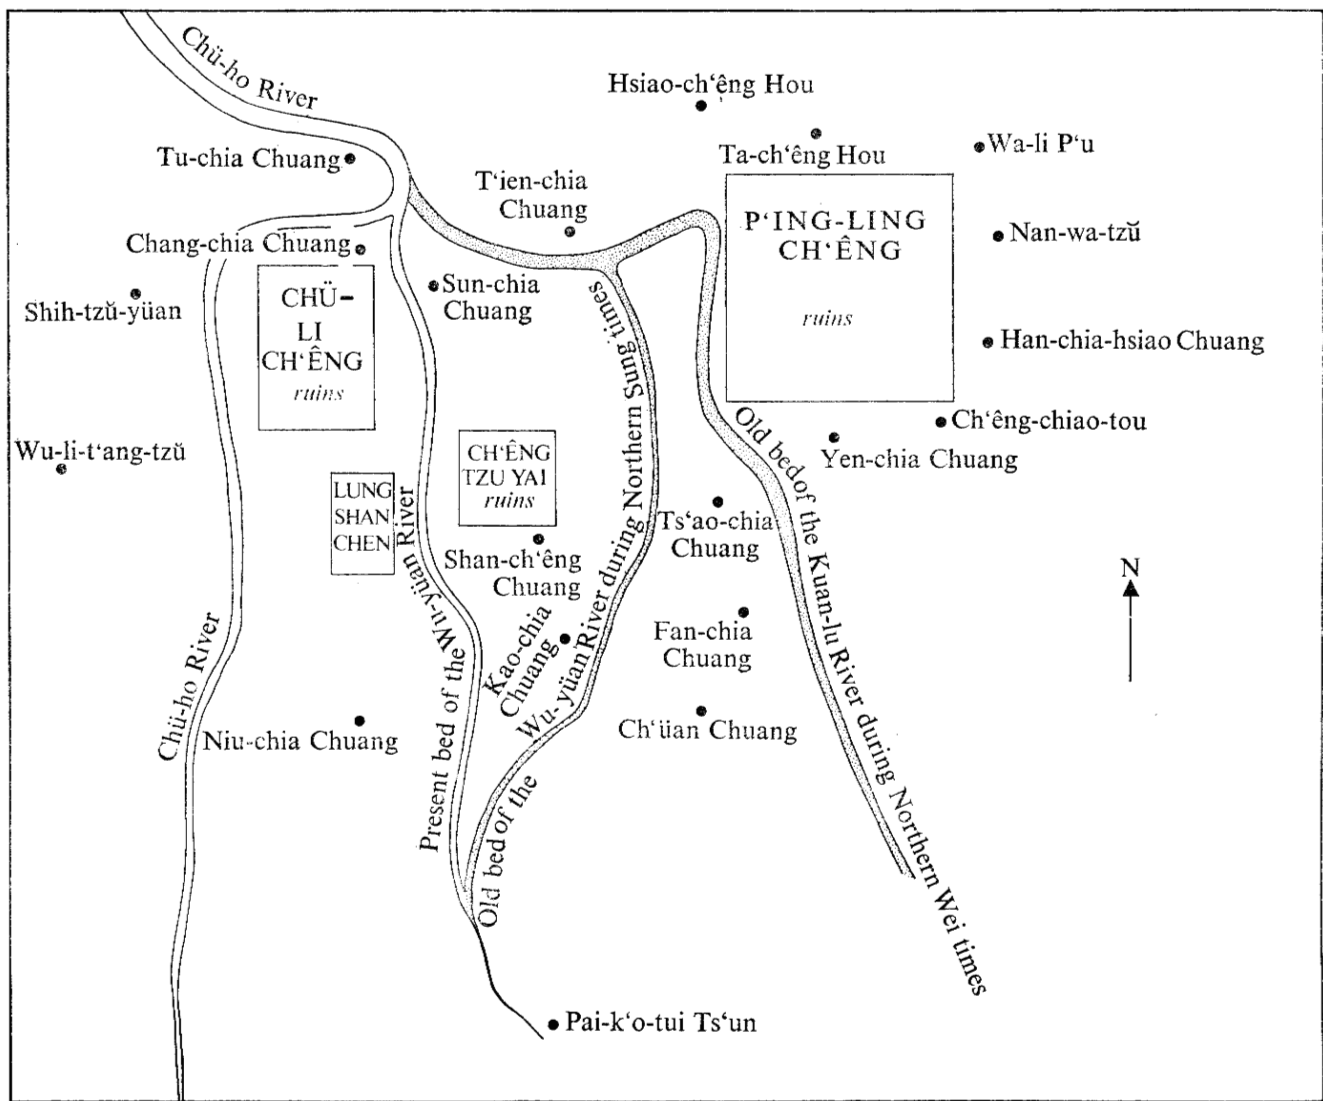 Chü-ho River
Hsiao-ch‘êng Hou
Tu-chia Chuang
Ta-ch‘êng Hou
Wa-li P‘u
T‘ien-chia
Chuang
P‘ING-LING
CH‘ÊNG
ruins
Nan-wa-tzŭ
Chang-chia Chuang
Shih-tzŭ-yüan
CHÜ-
LI
CH‘ÊNG
ruins
Sun-chia
Chuang
Han-chia-hsiao Chuang
Ch‘êng-chiao-tou
Yen-chia Chuang
Wu-li-t‘ang-tzŭ
LUNG
SHAN
CHEN
CH‘ÊNG
TZU YAI
ruins
Ts‘ao-chia
Chuang
Shan-ch‘êng
Chuang
Kao-chia
Chuang
Fan-chia
Chuang
N
Chü-ho River
Niu-chia Chuang
Ch‘üan Chuang
Present bed of the Wu-yüan River
Old bed of the Wu-yüan River during Northern Sung times
Old bed of the Kuan-lu River during Northern Wei times
Pai-k‘o-tui Ts‘un